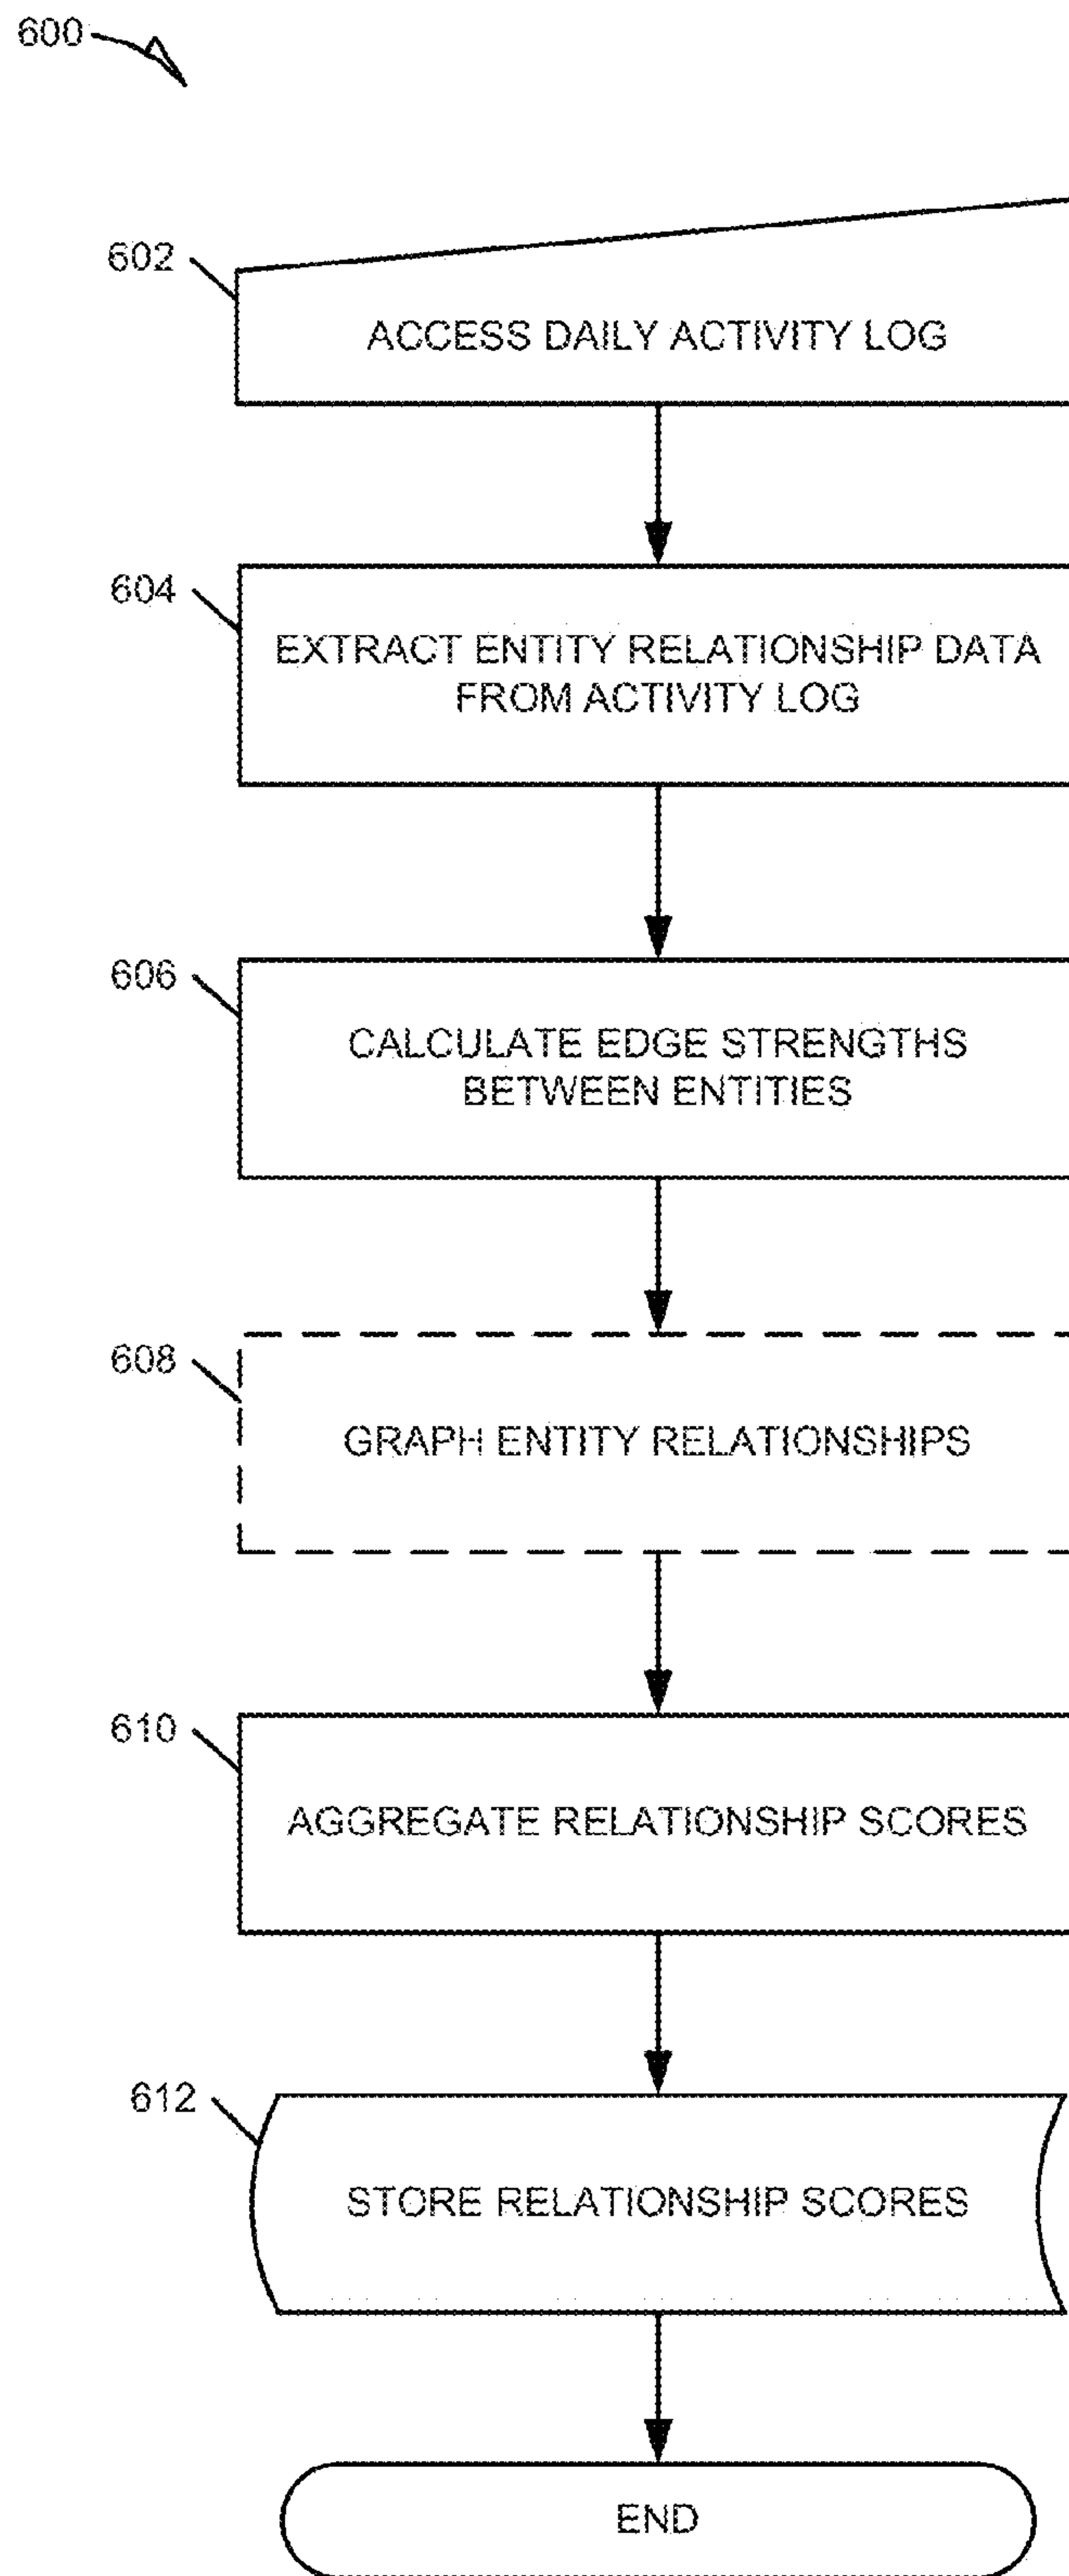 600
602
ACCESS DAILY ACTIVITY LOG
604
EXTRACT ENTITY RELATIONSHIP DATA
FROM ACTIVITY LOG
606
CALCULATE EDGE STRENGTHS
BETWEEN ENTITIES
608
GRAPH ENTITY RELATIONSHIPS
610
AGGREGATE RELATIONSHIP SCORES
612
STORE RELATIONSHIP SCORES
END